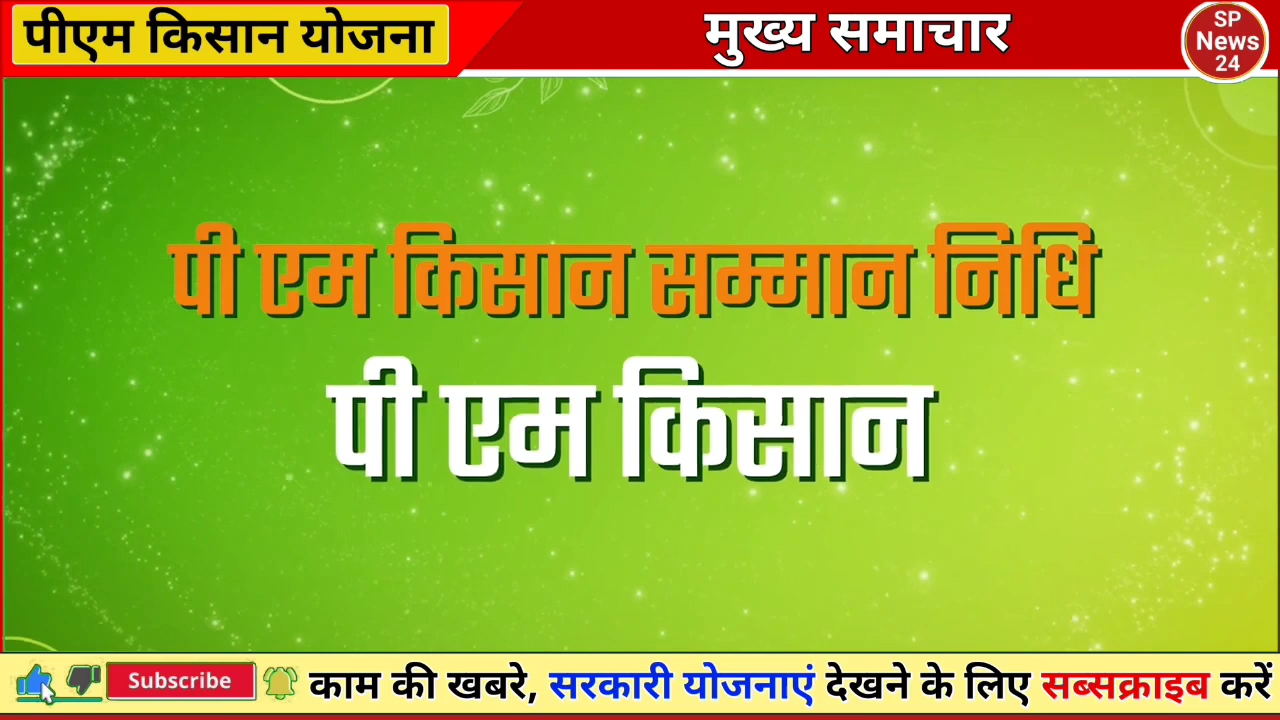 पीएम किसान योजना
मुख्य समाचार
SP
News
24
पी एम किसान सम्मान निधि
पी एम किसान
Subscribe
काम की खबरे, सरकारी योजनाएं देखने के लिए सब्सक्राइब करें